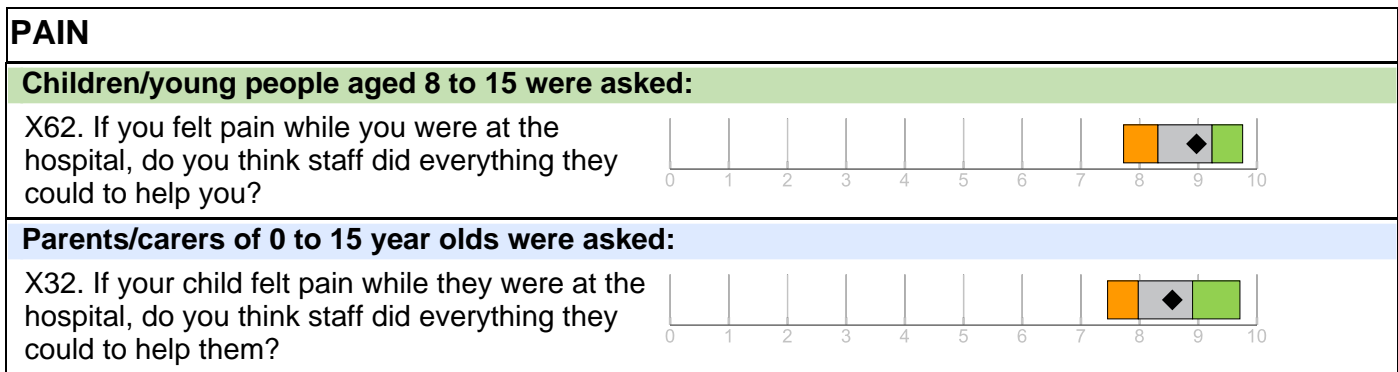 PAIN
Children/young people aged 8 to 15 were asked:
X62. If you felt pain while you were at the
hospital, do you think staff did everything they
could to help you?
0 1 2 3 4 5 6 7 8 9 10
Parents/carers of 0 to 15 year olds were asked:
X32. If your child felt pain while they were at the
hospital, do you think staff did everything they
could to help them?
0 1 2 3 4 5 6 7 8 9 10